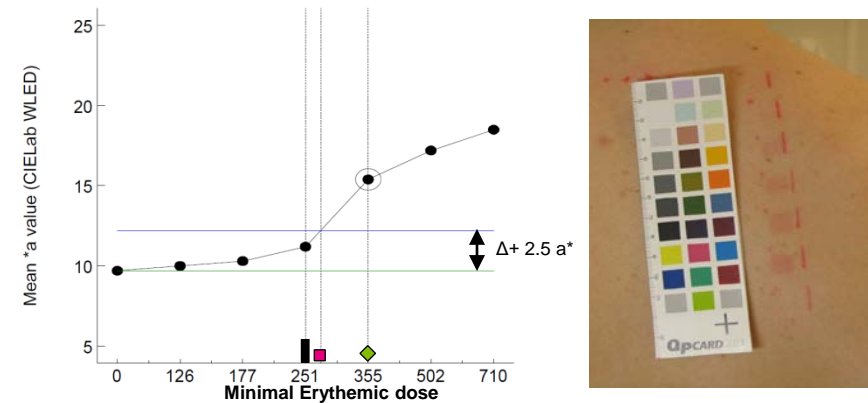 25
20
15
10
5
Mean *a value (CIELab WLED)
Δ+ 2.5 a*
0 126 177 251 355 502 710
Minimal Erythemic dose
QPCARD